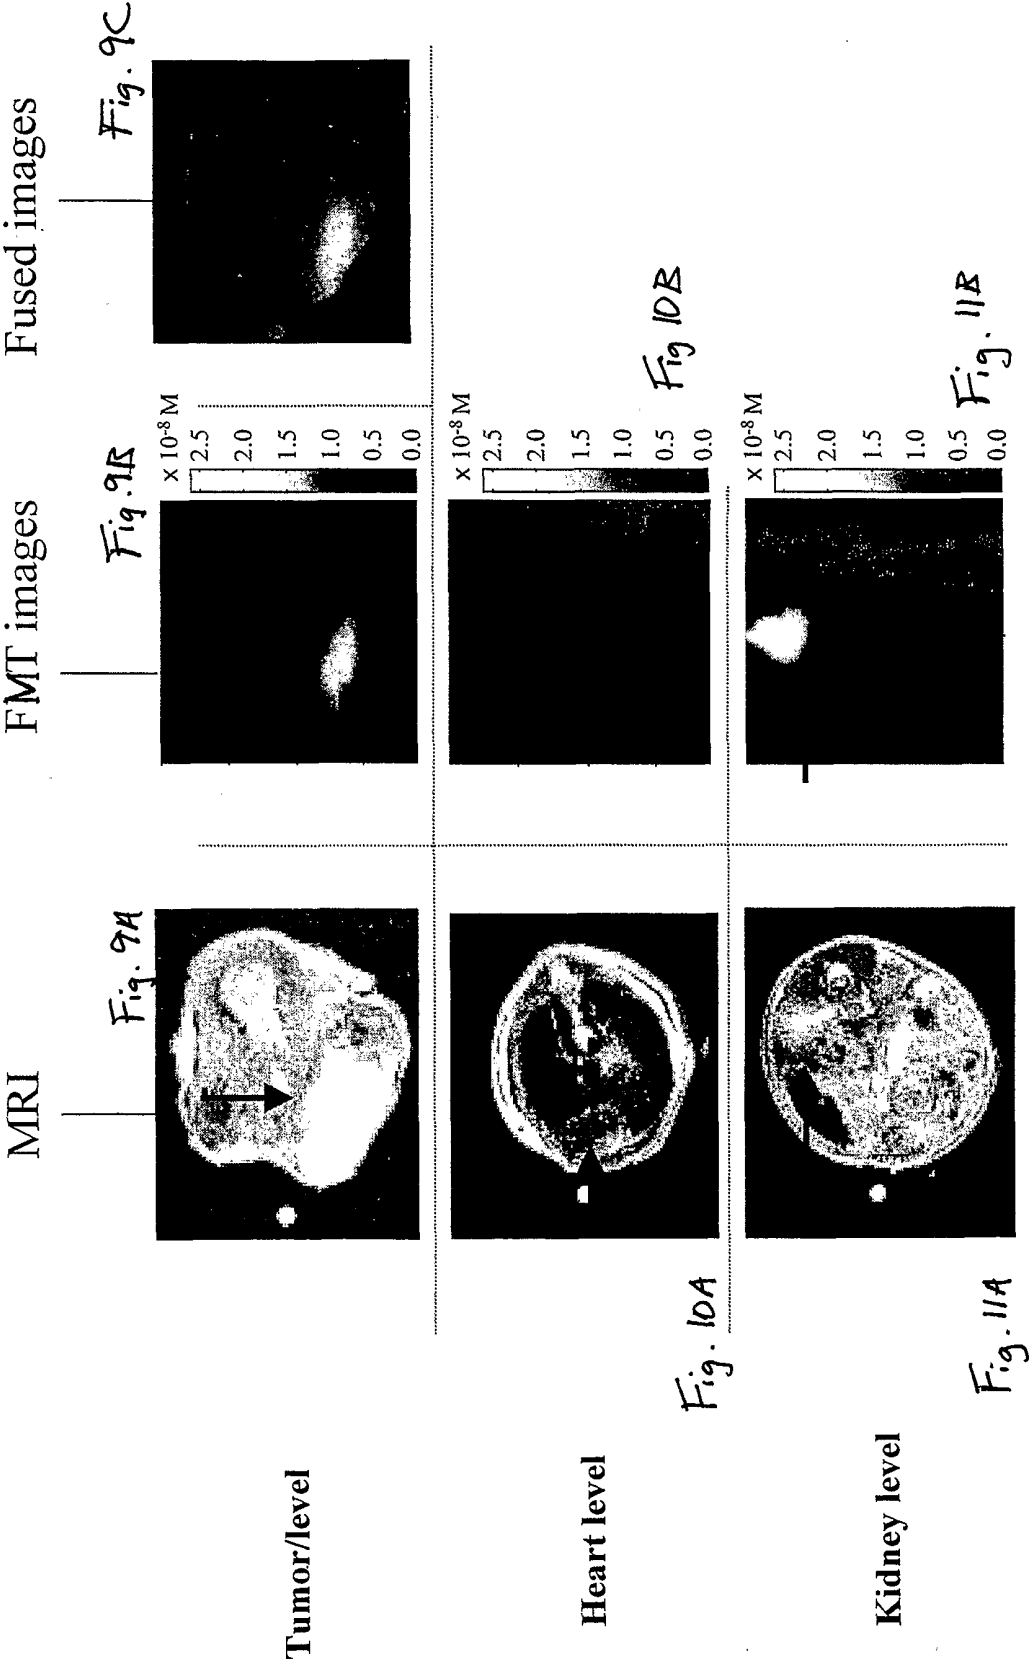 MRI
FMT images
Fused images
Fig. 9A
Fig. 9B
Fig. 9C
Tumor/level
x 10-8 M
2.5
2.0
1.5
1.0
0.5
0.0
Heart level
Fig. 10A
x 10-8 M
2.5
2.0
1.5
1.0
0.5
0.0
Fig 10B
Kidney level
Fig. 11A
x 10-8 M
2.5
2.0
1.5
1.0
0.5
0.0
Fig. 11B